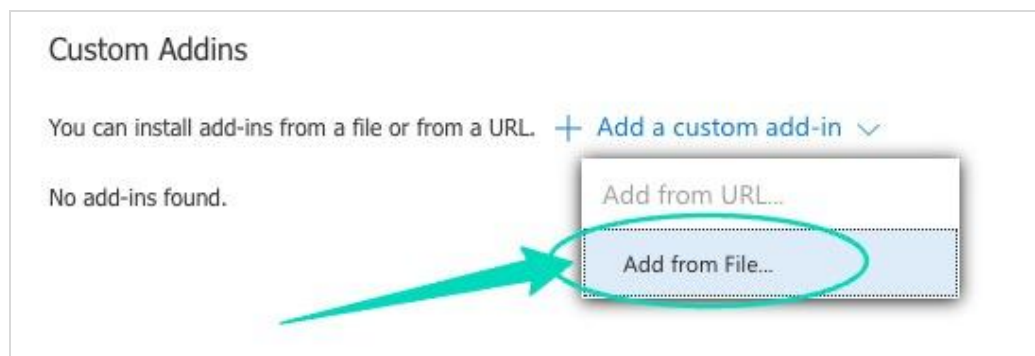 Custom Addins
You can install add-ins from a file or from a URL. + Add a custom add-in
No add-ins found.
Add from URL...
Add from File...